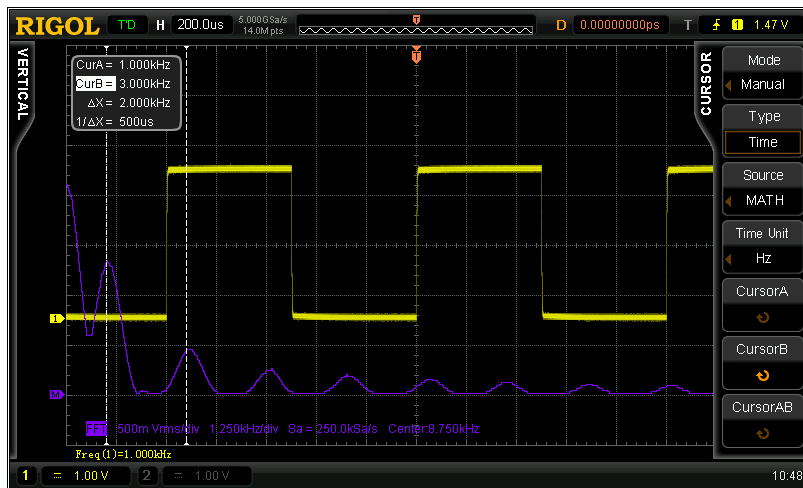 RIGOL T'D H 200.0us 5.000GSa/s 14.0M pts T D 0.00000000ps T 1 1.47 V
VERTICAL
CurA = 1.000kHz
CurB = 3.000kHz
ΔX = 2.000kHz
1/ΔX = 500us
T
1
M
FFT 500m Vrms/div 1.250kHz/div Sa = 250.0kSa/s Center:8.750kHz
Freq(1)=1.000kHz
CURSOR
Mode
Manual
Type
Time
Source
MATH
Time Unit
Hz
CursorA
CursorB
CursorAB
1 = 1.00 V 2 = 1.00 V 10:48